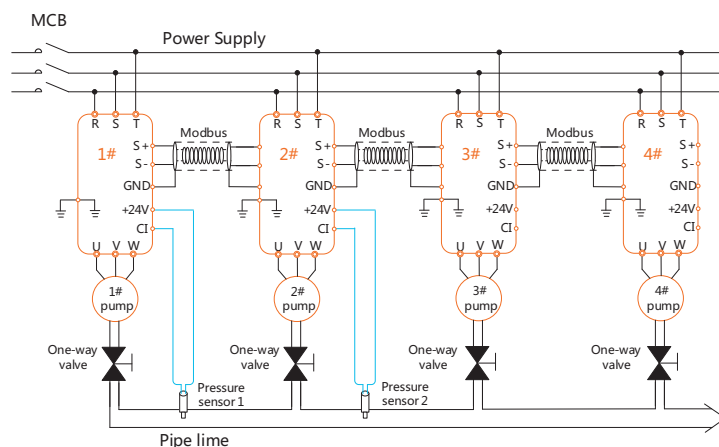 MCB
Power Supply
R S T
R S T
R S T
R S T
Modbus
Modbus
Modbus
1#
2#
3#
4#
S+
S+
S+
S+
S-
S-
S-
S-
GND
GND
GND
GND
+24V
+24V
+24V
+24V
CI
CI
CI
CI
U V W
U V W
U V W
U V W
1#
pump
2#
pump
3#
pump
4#
pump
One-way
valve
One-way
valve
One-way
valve
One-way
valve
Pressure
sensor 1
Pressure
sensor 2
Pipe lime